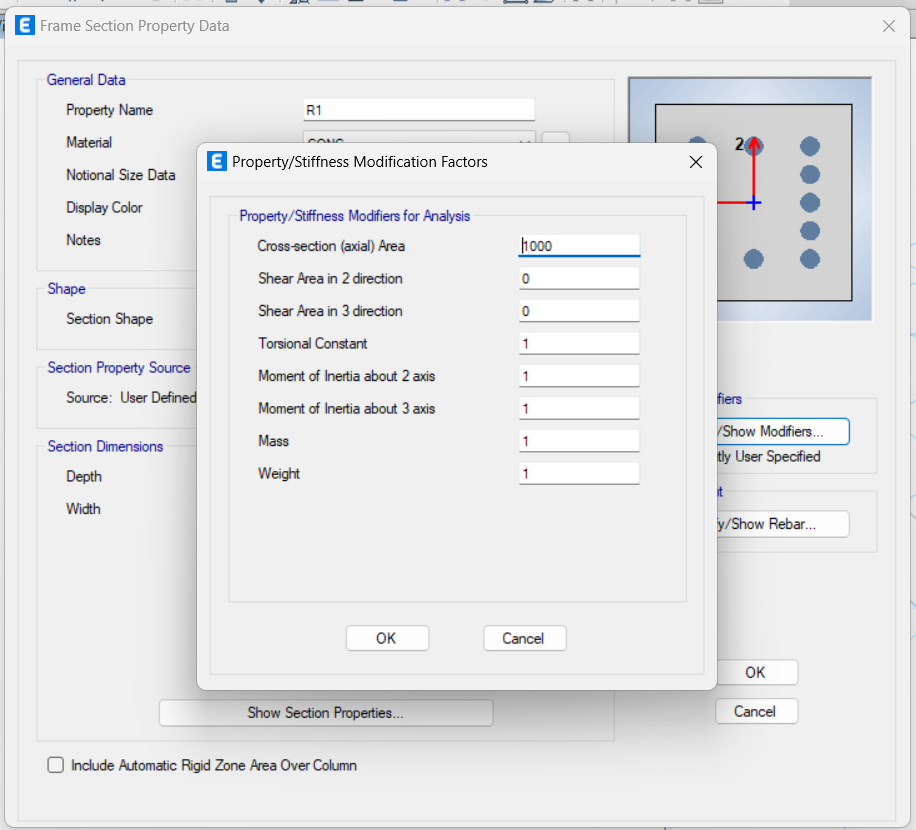 E Frame Section Property Data
General Data
Property Name R1
Material
Notional Size Data
Display Color
Notes
Shape
Section Shape
Section Property Source
Source: User Defined
Section Dimensions
Depth
Width
Show Section Properties...
Include Automatic Rigid Zone Area Over Column
E Property/Stiffness Modification Factors
Property/Stiffness Modifiers for Analysis
Cross-section (axial) Area 1000
Shear Area in 2 direction 0
Shear Area in 3 direction 0
Torsional Constant 1
Moment of Inertia about 2 axis 1
Moment of Inertia about 3 axis 1
Mass 1
Weight 1
OK Cancel
2
/Show Modifiers...
User Specified
/Show Rebar...
OK
Cancel